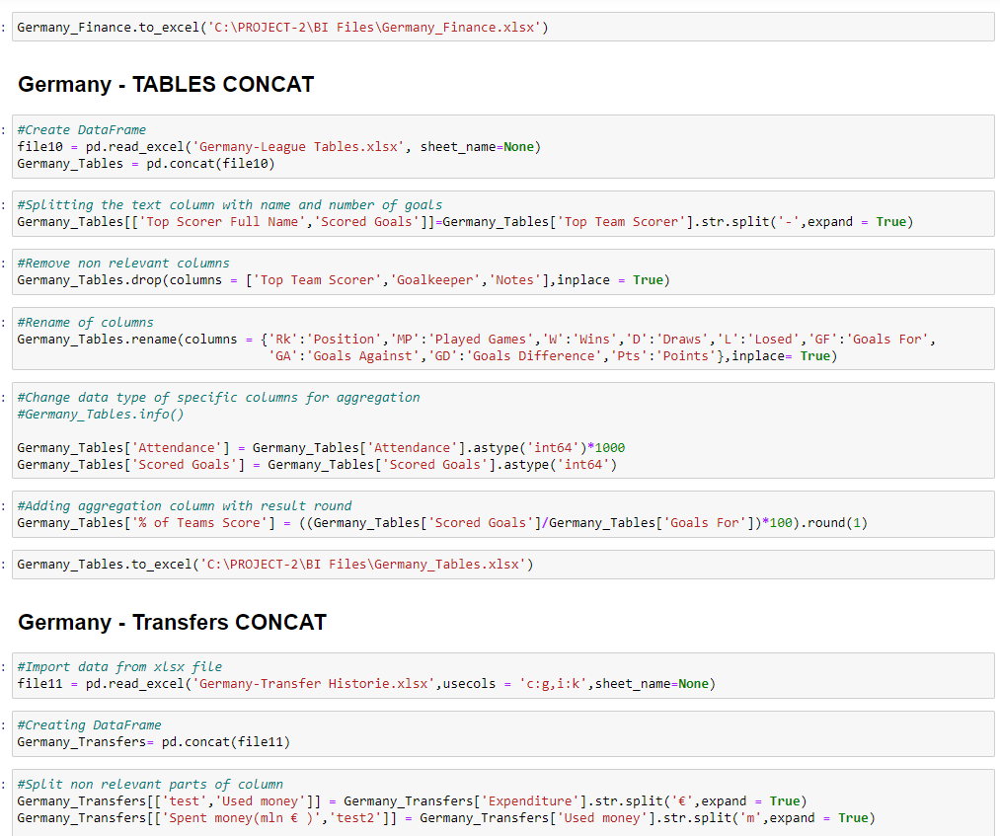 : Germany_Finance.to_excel('C:\PROJECT-2\BI Files\Germany_Finance.xlsx')
Germany - TABLES CONCAT
: #Create DataFrame
file10 = pd.read_excel('Germany-League Tables.xlsx', sheet_name=None)
Germany_Tables = pd.concat(file10)
: #Splitting the text column with name and number of goals
Germany_Tables[['Top Scorer Full Name','Scored Goals']]=Germany_Tables['Top Team Scorer'].str.split('-',expand = True)
: #Remove non relevant columns
Germany_Tables.drop(columns = ['Top Team Scorer','Goalkeeper','Notes'],inplace = True)
: #Rename of columns
Germany_Tables.rename(columns = {'Rk':'Position','MP':'Played Games','W':'Wins','D':'Draws','L':'Losed','GF':'Goals For',
'GA':'Goals Against','GD':'Goals Difference','Pts':'Points'},inplace= True)
: #Change data type of specific columns for aggregation
#Germany_Tables.info()
Germany_Tables['Attendance'] = Germany_Tables['Attendance'].astype('int64')*1000
Germany_Tables['Scored Goals'] = Germany_Tables['Scored Goals'].astype('int64')
: #Adding aggregation column with result round
Germany_Tables['% of Teams Score'] = ((Germany_Tables['Scored Goals']/Germany_Tables['Goals For'])*100).round(1)
: Germany_Tables.to_excel('C:\PROJECT-2\BI Files\Germany_Tables.xlsx')
Germany - Transfers CONCAT
: #Import data from xlsx file
file11 = pd.read_excel('Germany-Transfer Historie.xlsx',usecols = 'c:g,i:k',sheet_name=None)
: #Creating DataFrame
Germany_Transfers= pd.concat(file11)
: #Split non relevant parts of column
Germany_Transfers[['test','Used money']] = Germany_Transfers['Expenditure'].str.split('€',expand = True)
Germany_Transfers[['Spent money(mln € )','test2']] = Germany_Transfers['Used money'].str.split('m',expand = True)